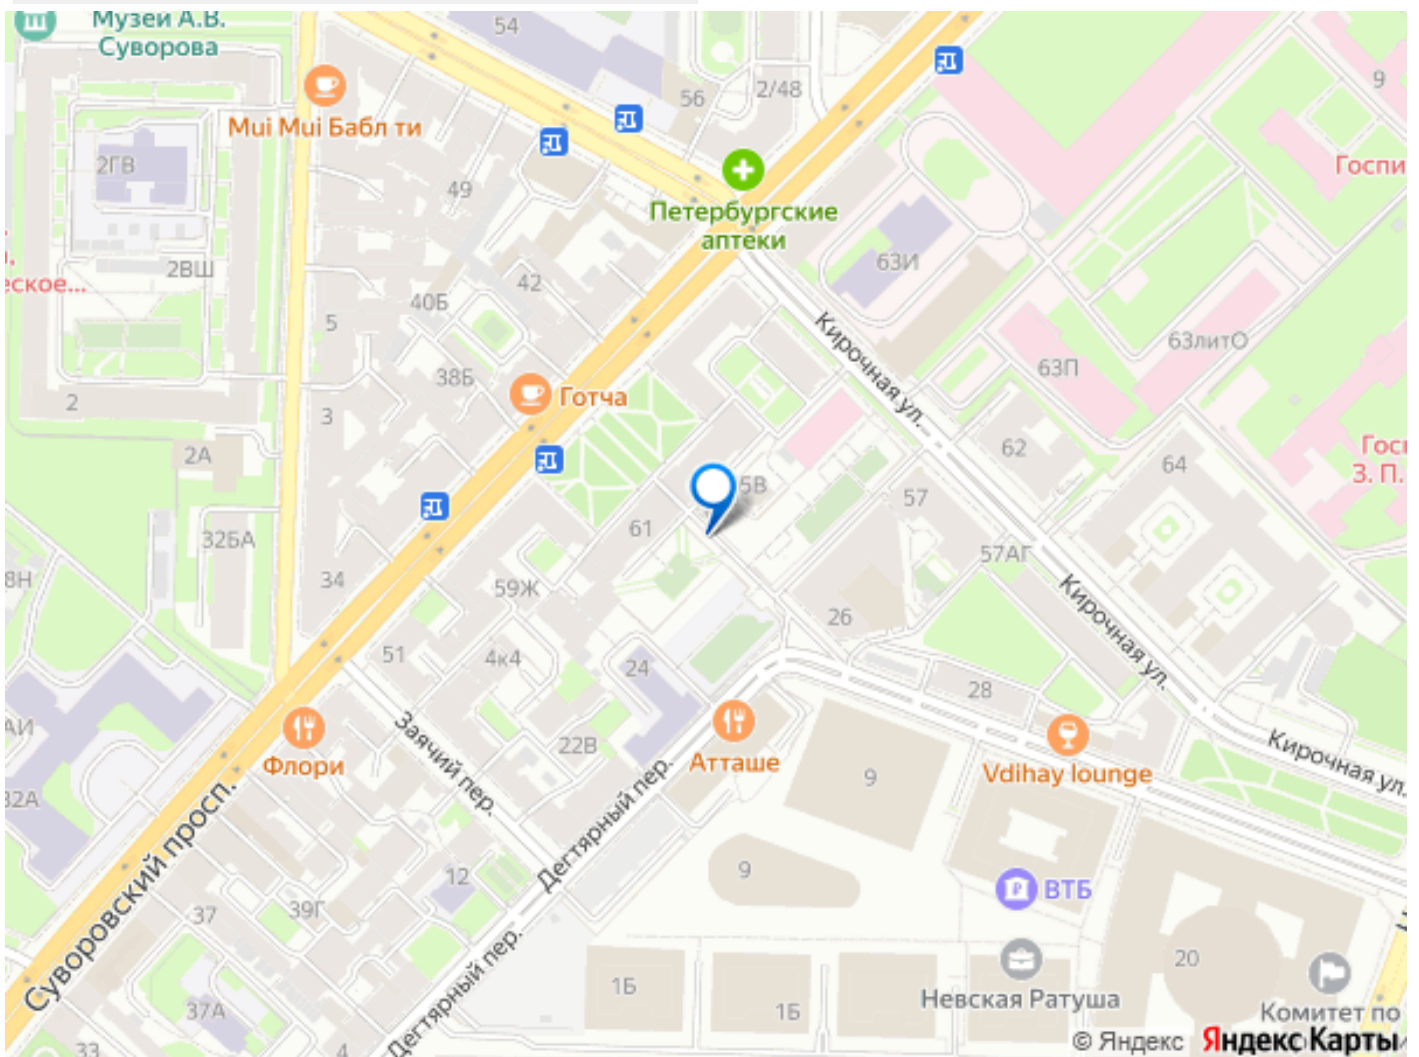 Музей А.В.
Суворова
54
9
Mui Mui Бабл ти
56
2/48
2ГВ
49
Госпи
Петербургские
аптеки
2ВШ
63И
еское...
40Б
42
5
Кирочная ул.
63литО
63П
38Б
Готча
2
3
62
Госп
З. П.
2А
64
5В
57
61
32БА
57АГ
8Н
34
59Ж
Кирочная ул.
26
51
4к4
24
28
АИ
Заячий пер.
22В
Флори
Атташе
9
Vdihay lounge
Кирочная ул.
32А
Суворовский просп.
Дегтярный пер.
12
9
ВТБ
37
39Г
Дегтярный пер.
20
1Б
1Б
Невская Ратуша
37А
Комитет по
33
4
© Яндекс Яндекс Карты